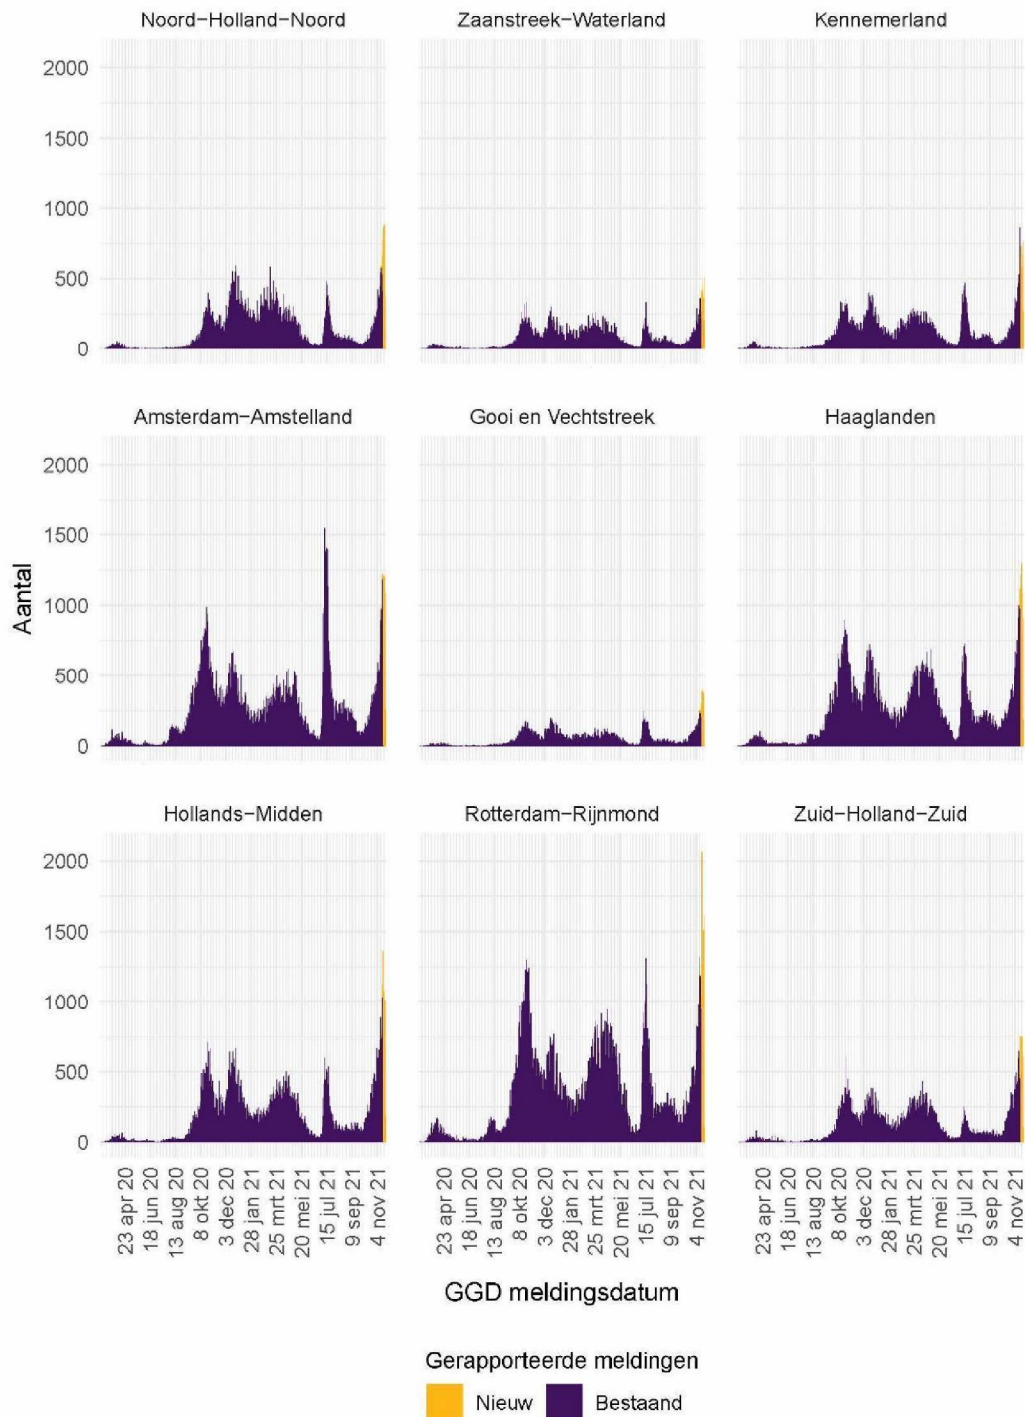 Noord−Holland−Noord Zaanstreek−Waterland Kennemerland
2000
1500
1000
500
0
Amsterdam−Amstelland Gooi en Vechtstreek Haaglanden
2000
1500
1000
500
0
Aantal
Hollands−Midden Rotterdam−Rijnmond Zuid−Holland−Zuid
2000
1500
1000
500
0
23 apr 20
18 jun 20
13 aug 20
8 okt 20
3 dec 20
28 jan 21
25 mrt 21
20 mei 21
15 jul 21
9 sep 21
4 nov 21
23 apr 20
18 jun 20
13 aug 20
8 okt 20
3 dec 20
28 jan 21
25 mrt 21
20 mei 21
15 jul 21
9 sep 21
4 nov 21
23 apr 20
18 jun 20
13 aug 20
8 okt 20
3 dec 20
28 jan 21
25 mrt 21
20 mei 21
15 jul 21
9 sep 21
4 nov 21
GGD meldingsdatum
Gerapporteerde meldingen
Nieuw Bestaand